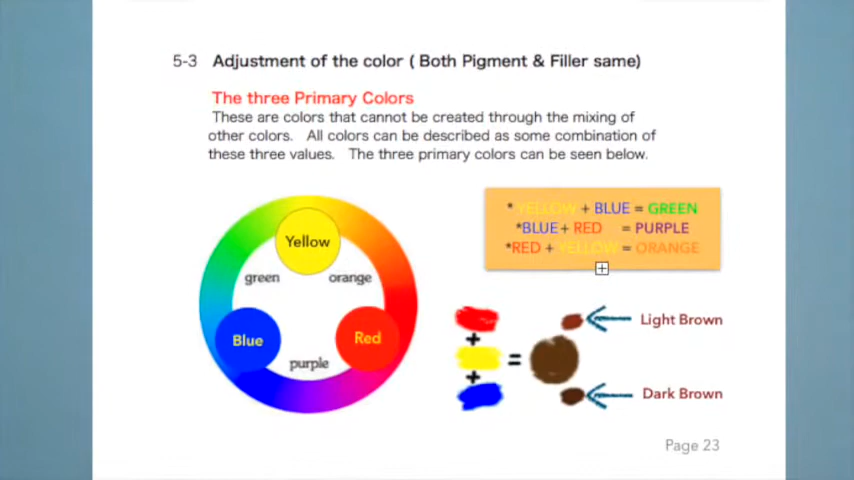 5-3 Adjustment of the color ( Both Pigment & Filler same)
The three Primary Colors
These are colors that cannot be created through the mixing of
other colors. All colors can be described as some combination of
these three values. The three primary colors can be seen below.
Yellow
green
orange
Blue
Red
purple
*YELLOW + BLUE = GREEN
*BLUE + RED = PURPLE
*RED + YELLOW = ORANGE
+
+
=
Light Brown
Dark Brown
Page 23